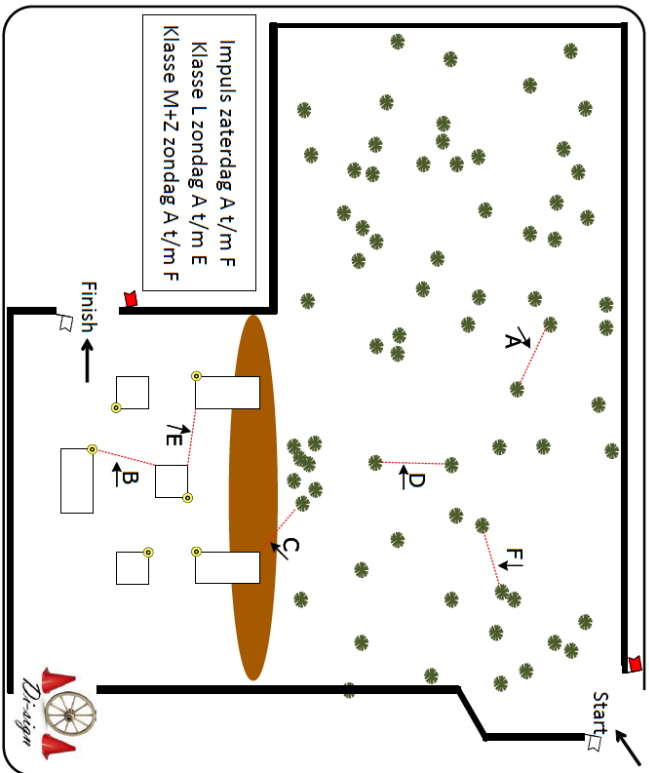 Impuls zaterdag A t/m F
Klasse L zondag A t/m E
Klasse M+Z zondag A t/m F
Start
A
F
D
C
E
B
Finish
Di-sign